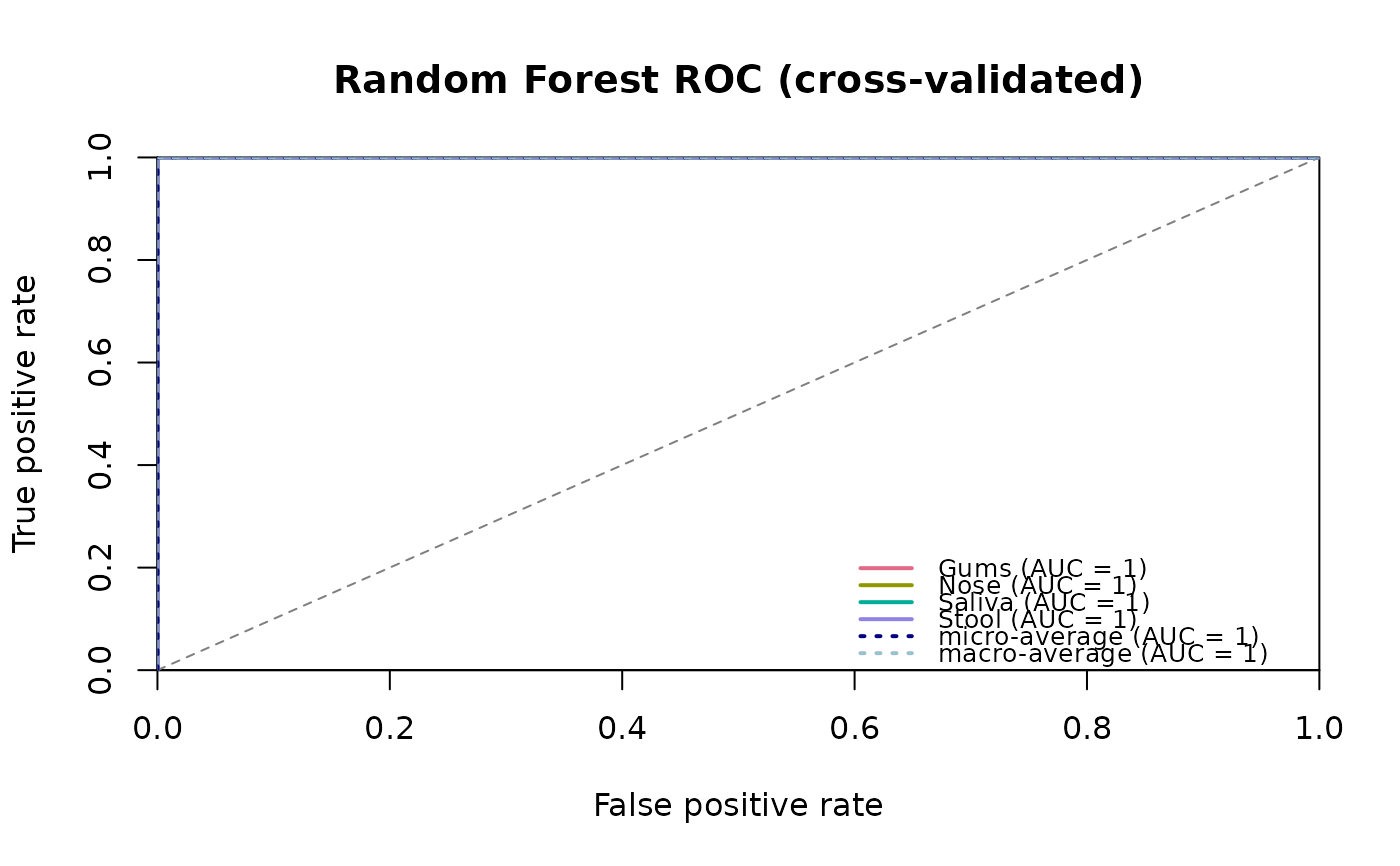 Random Forest ROC (cross-validated)
True positive rate
1.0
0.8
0.6
0.4
0.2
0.0
Gums (AUC = 1)
Nose (AUC = 1)
Saliva (AUC = 1)
Stool (AUC = 1)
micro-average (AUC = 1)
macro-average (AUC = 1)
0.0 0.2 0.4 0.6 0.8 1.0
False positive rate